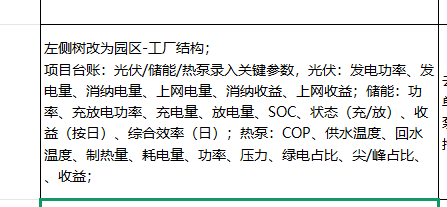 左侧树改为园区-工厂结构；
项目台账：光伏/储能/热泵录入关键参数，光伏：发电功率、发
电量、消纳电量、上网电量、消纳收益、上网收益；储能：功
率、充放电功率、充电量、放电量、SOC、状态（充/放）、收
益（按日）、综合效率（日）；热泵：COP、供水温度、回水
温度、制热量、耗电量、功率、压力、绿电占比、尖/峰占比、
、收益；